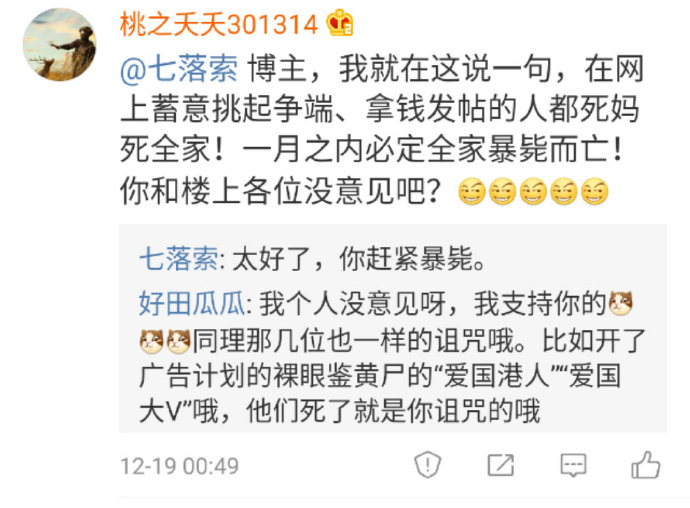 桃之夭夭301314
@七落索 博主，我就在这说一句，在网
上蓄意挑起争端、拿钱发帖的人都死妈
死全家！一月之内必定全家暴毙而亡！
你和楼上各位没意见吧？
七落索: 太好了，你赶紧暴毙。
好田瓜瓜: 我个人没意见呀，我支持你的
同理那几位也一样的诅咒哦。比如开了
广告计划的裸眼鉴黄尸的“爱国港人”“爱国
大V”哦，他们死了就是你诅咒的哦
12-19 00:49